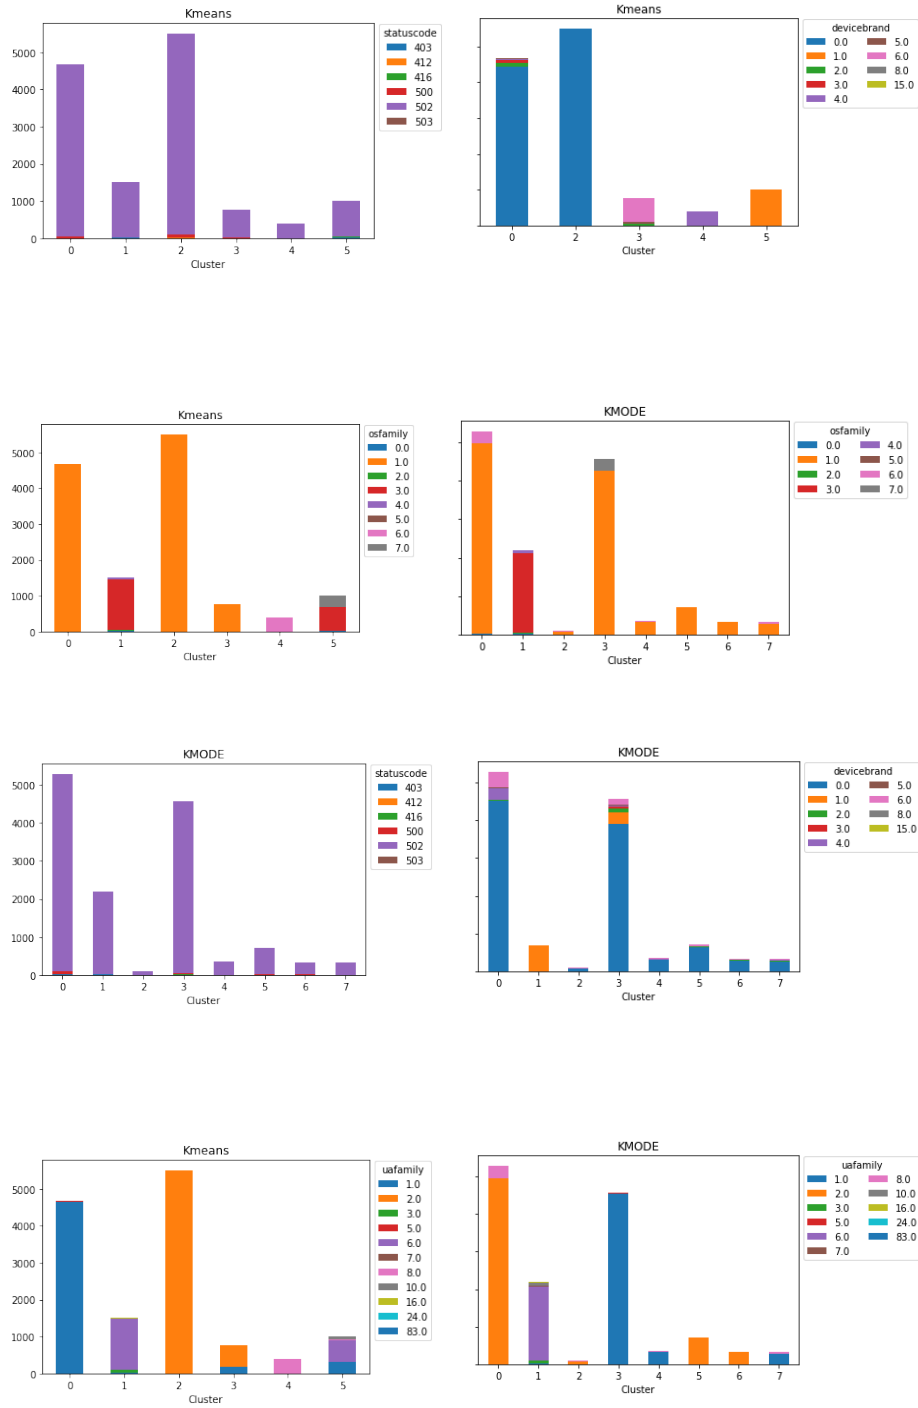 Kmeans
statuscode
403
412
416
500
502
503
5000
4000
3000
2000
1000
0
0 1 2 3 4 5
Cluster
Kmeans
devicebrand
0.0 5.0
1.0 6.0
2.0 8.0
3.0 15.0
4.0
0 2 3 4 5
Cluster
Kmeans
osfamily
0.0
1.0
2.0
3.0
4.0
5.0
6.0
7.0
5000
4000
3000
2000
1000
0
0 1 2 3 4 5
Cluster
KMODE
osfamily
0.0 4.0
1.0 5.0
2.0 6.0
3.0 7.0
0 1 2 3 4 5 6 7
Cluster
KMODE
statuscode
403
412
416
500
502
503
5000
4000
3000
2000
1000
0
0 1 2 3 4 5 6 7
Cluster
KMODE
devicebrand
0.0 5.0
1.0 6.0
2.0 8.0
3.0 15.0
4.0
0 1 2 3 4 5 6 7
Cluster
Kmeans
uafamily
1.0
2.0
3.0
5.0
6.0
7.0
8.0
10.0
16.0
24.0
83.0
5000
4000
3000
2000
1000
0
0 1 2 3 4 5
Cluster
KMODE
uafamily
1.0 8.0
2.0 10.0
3.0 16.0
5.0 24.0
6.0 83.0
7.0
0 1 2 3 4 5 6 7
Cluster